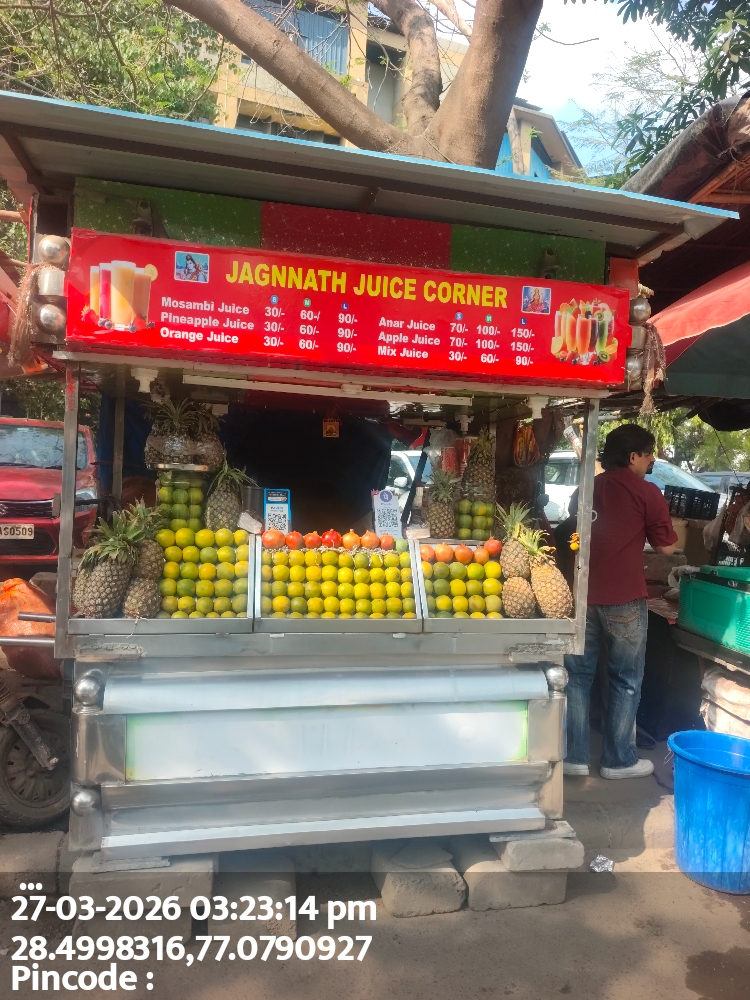 JAGNNATH JUICE CORNER
S M L
Mosambi Juice 30/- 60-/ 90/-
Pineapple Juice 30/- 60/- 90/-
Orange Juice 30/- 60/- 90/-
S M L
Anar Juice 70/- 100/- 150/-
Apple Juice 70/- 100/- 150/-
Mix Juice 30/- 60/- 90/-
AS0509
...
27-03-2026 03:23:14 pm
28.4998316,77.0790927
Pincode :